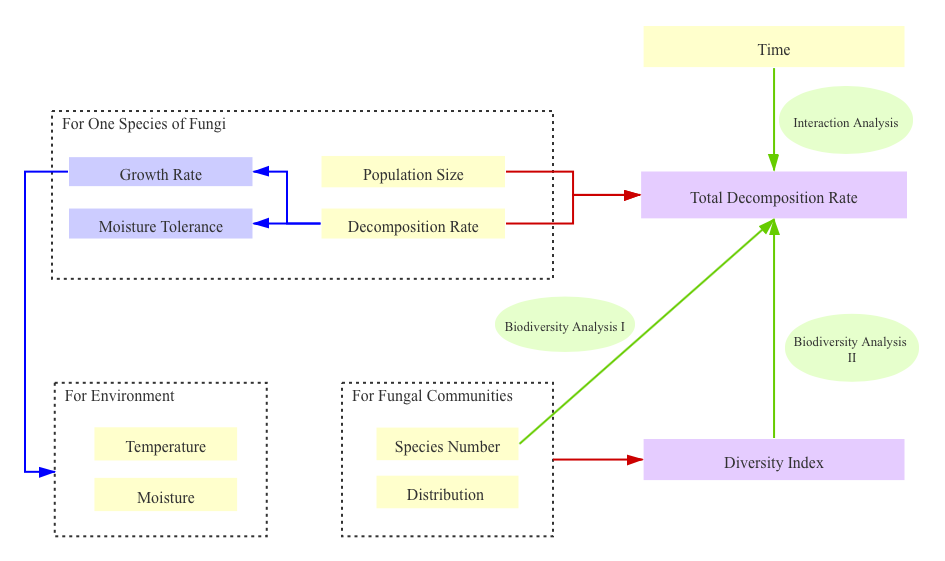 Time
Interaction Analysis
For One Species of Fungi
Growth Rate
Population Size
Total Decomposition Rate
Moisture Tolerance
Decomposition Rate
Biodiversity Analysis I
Biodiversity Analysis
II
For Environment
For Fungal Communities
Temperature
Species Number
Diversity Index
Moisture
Distribution